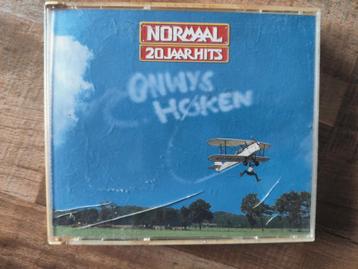 NORMAAL
20 JAAR HITS
ONWYS
HØKEN